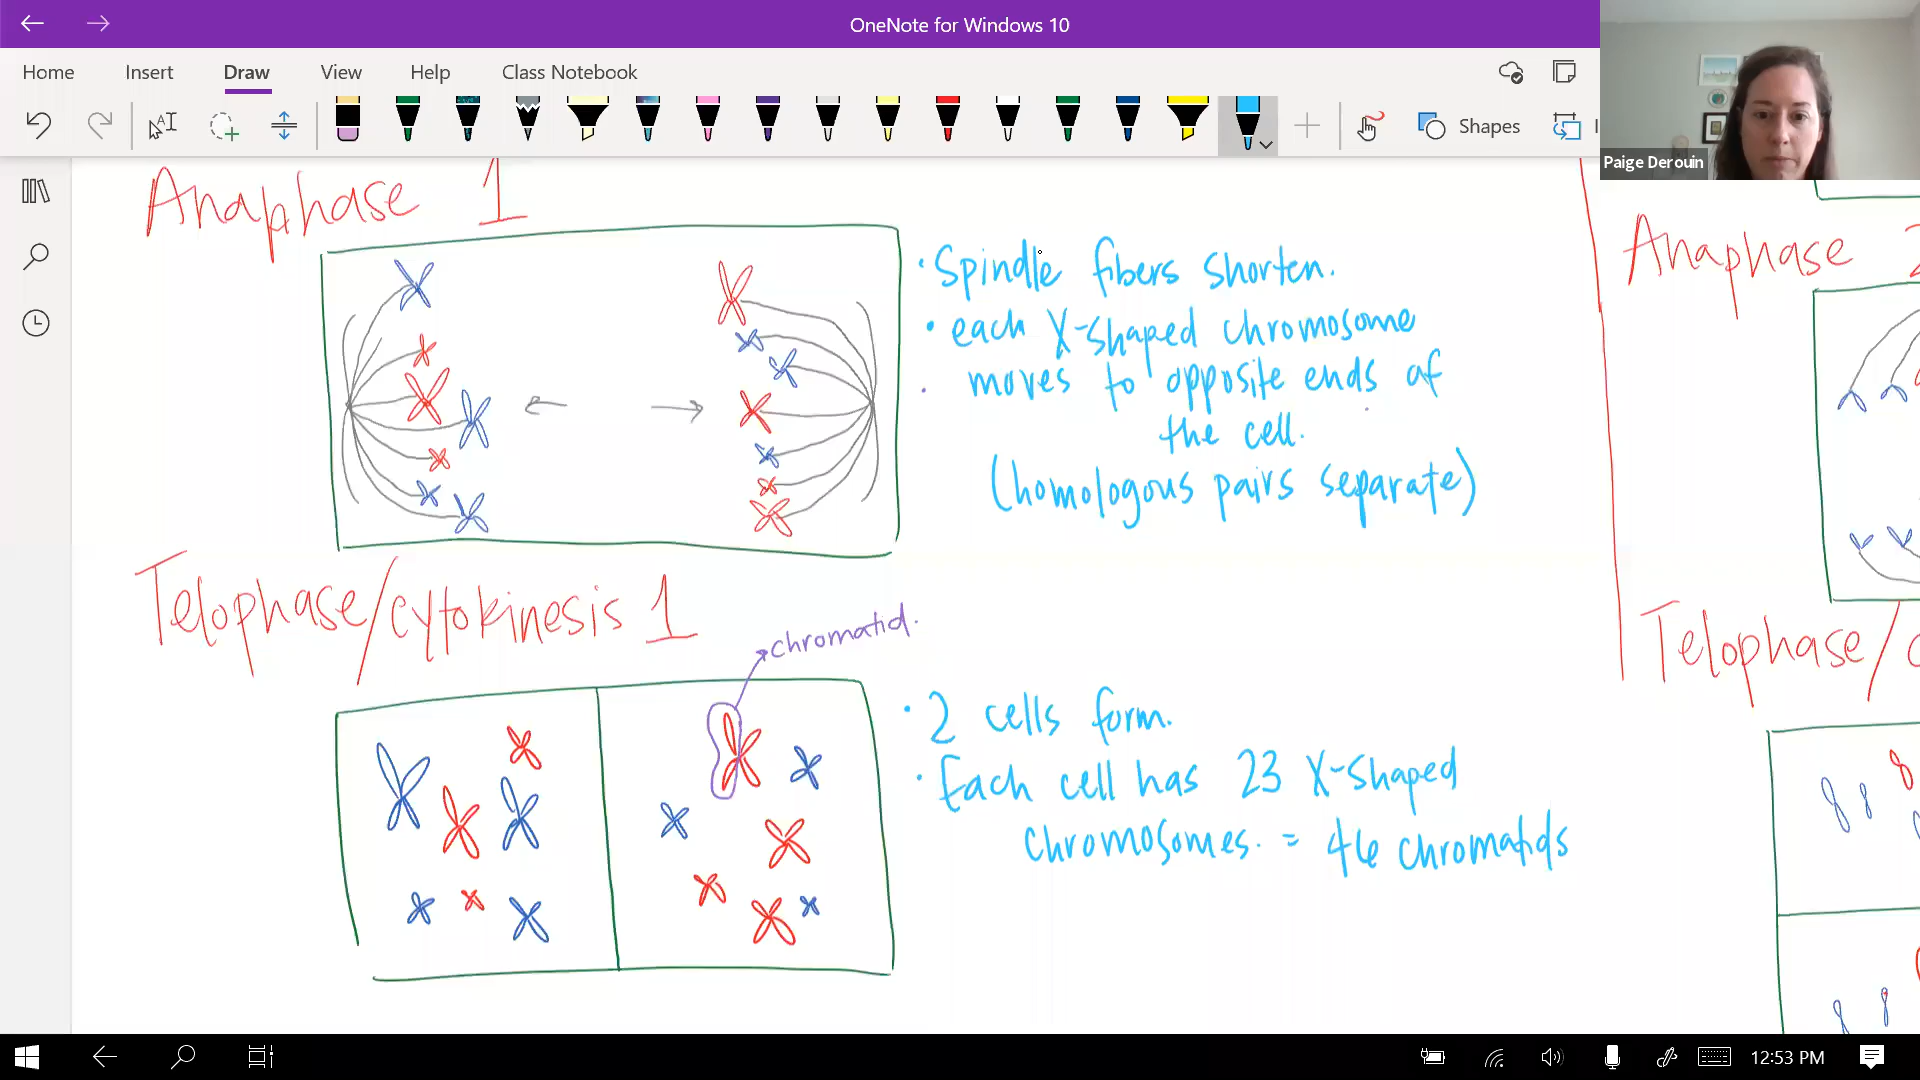 OneNote for Windows 10
Home Insert Draw View Help Class Notebook
Shapes
Paige Derouin
Anaphase 1
• Spindle fibers shorten.
• each X-shaped chromosome
• moves to opposite ends of
the cell.
(homologous pairs separate)
Telophase/cytokinesis 1
chromatid.
• 2 cells form.
• Each cell has 23 X-shaped
chromosomes. = 46 chromatids
Anaphase 2
Telophase/c
12:53 PM